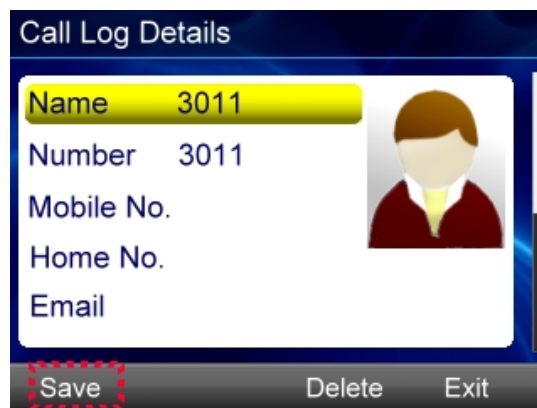 Call Log Details
Name 3011
Number 3011
Mobile No.
Home No.
Email
Save Delete Exit